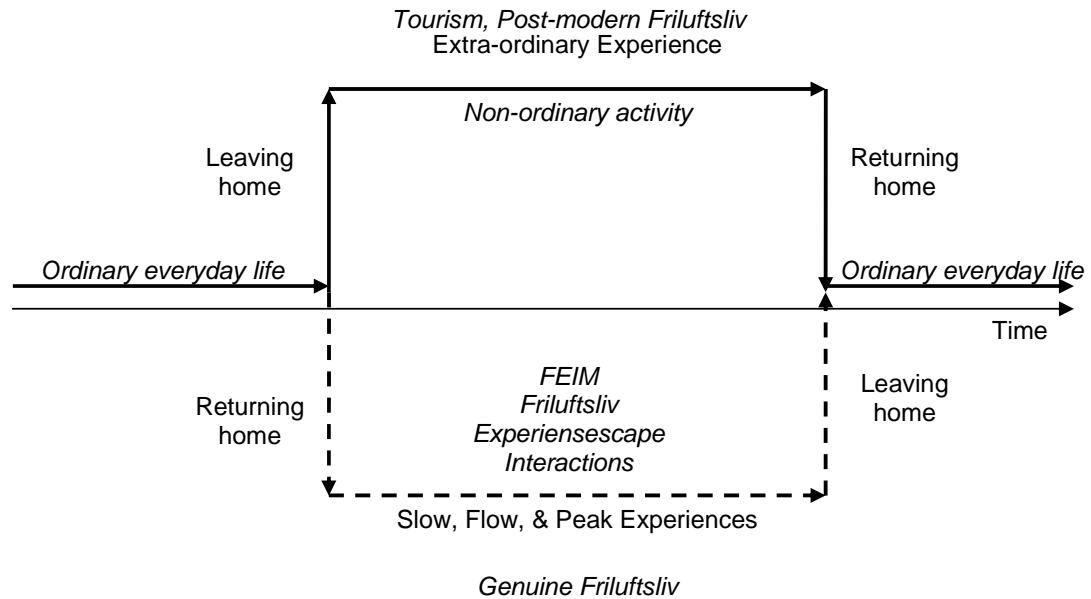 Tourism, Post-modern Friluftsliv
Extra-ordinary Experience
Non-ordinary activity
Leaving
home
Returning
home
Ordinary everyday life
Ordinary everyday life
Time
Returning
home
FEIM
Friluftsliv
Experiensescape
Interactions
Leaving
home
Slow, Flow, & Peak Experiences
Genuine Friluftsliv